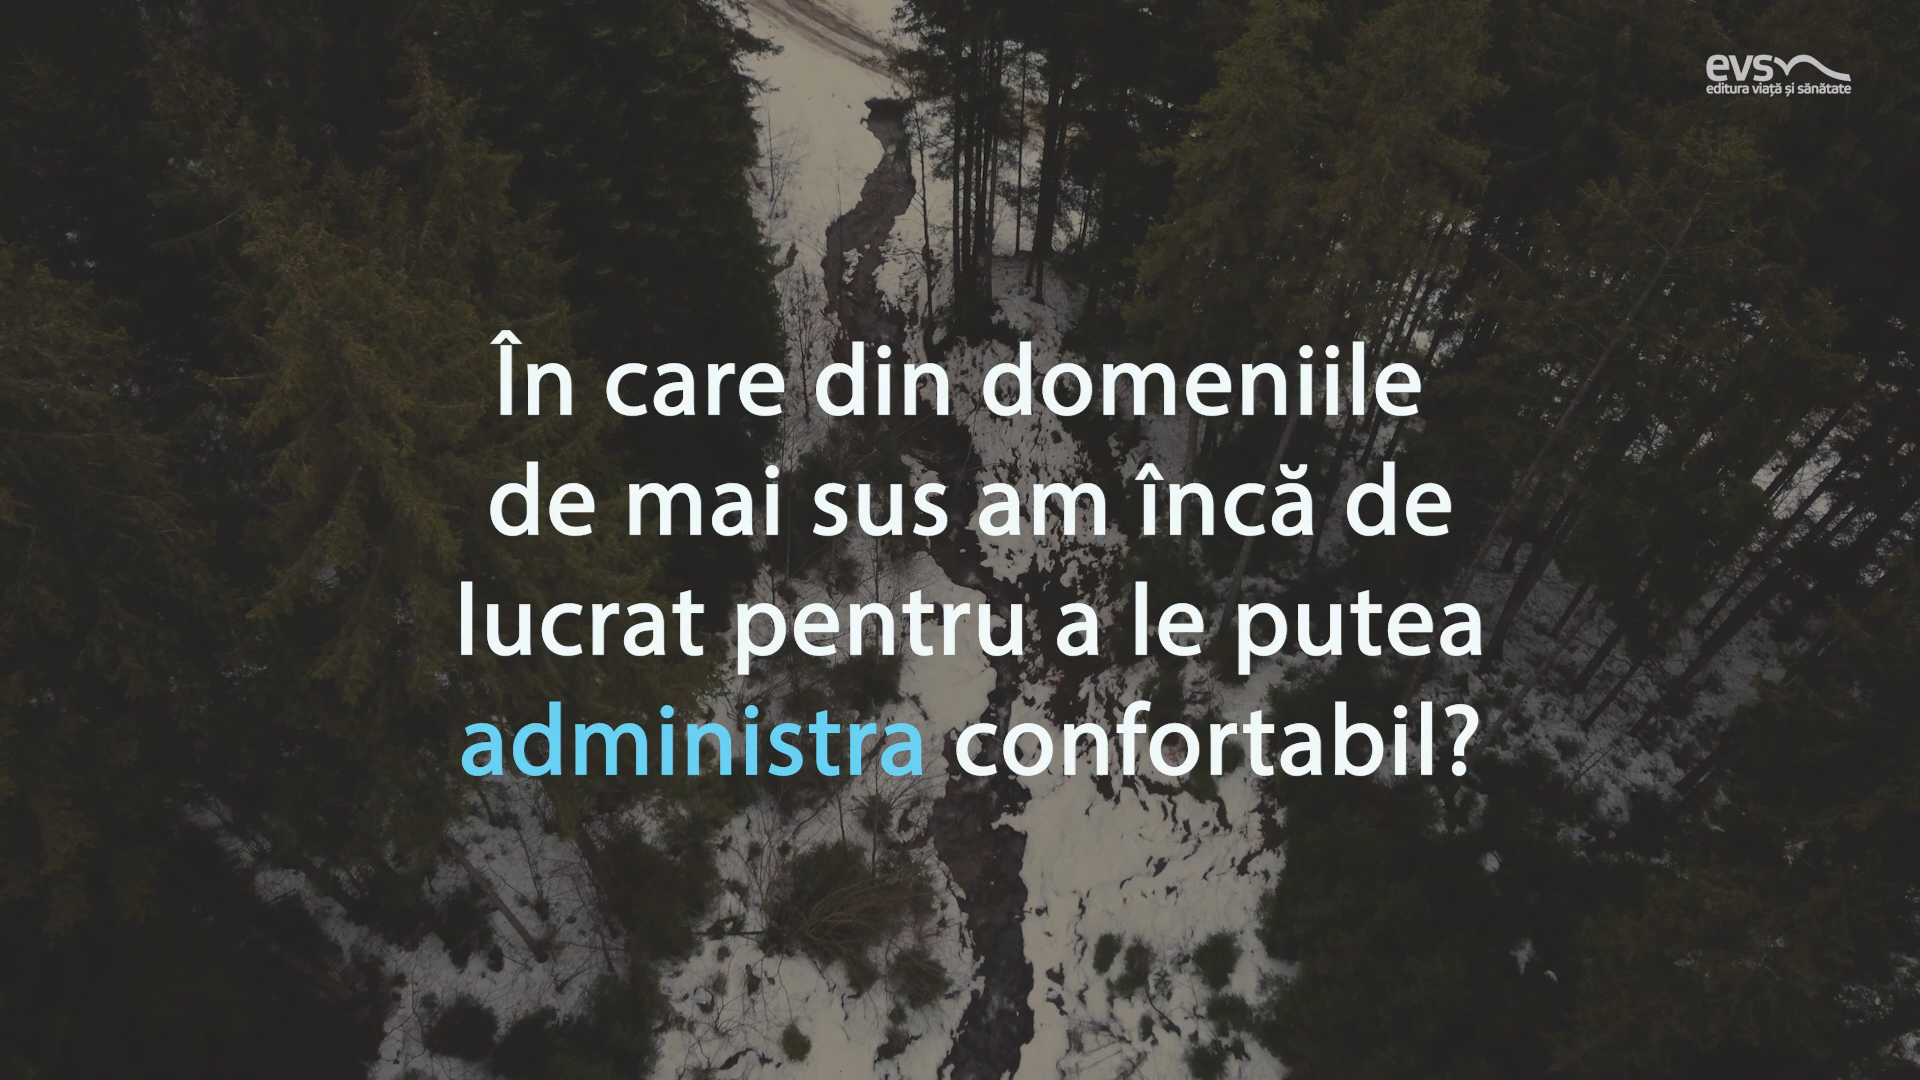 evs
editura viață și sănătate
În care din domeniile
de mai sus am încă de
lucrat pentru a le putea
administra confortabil?